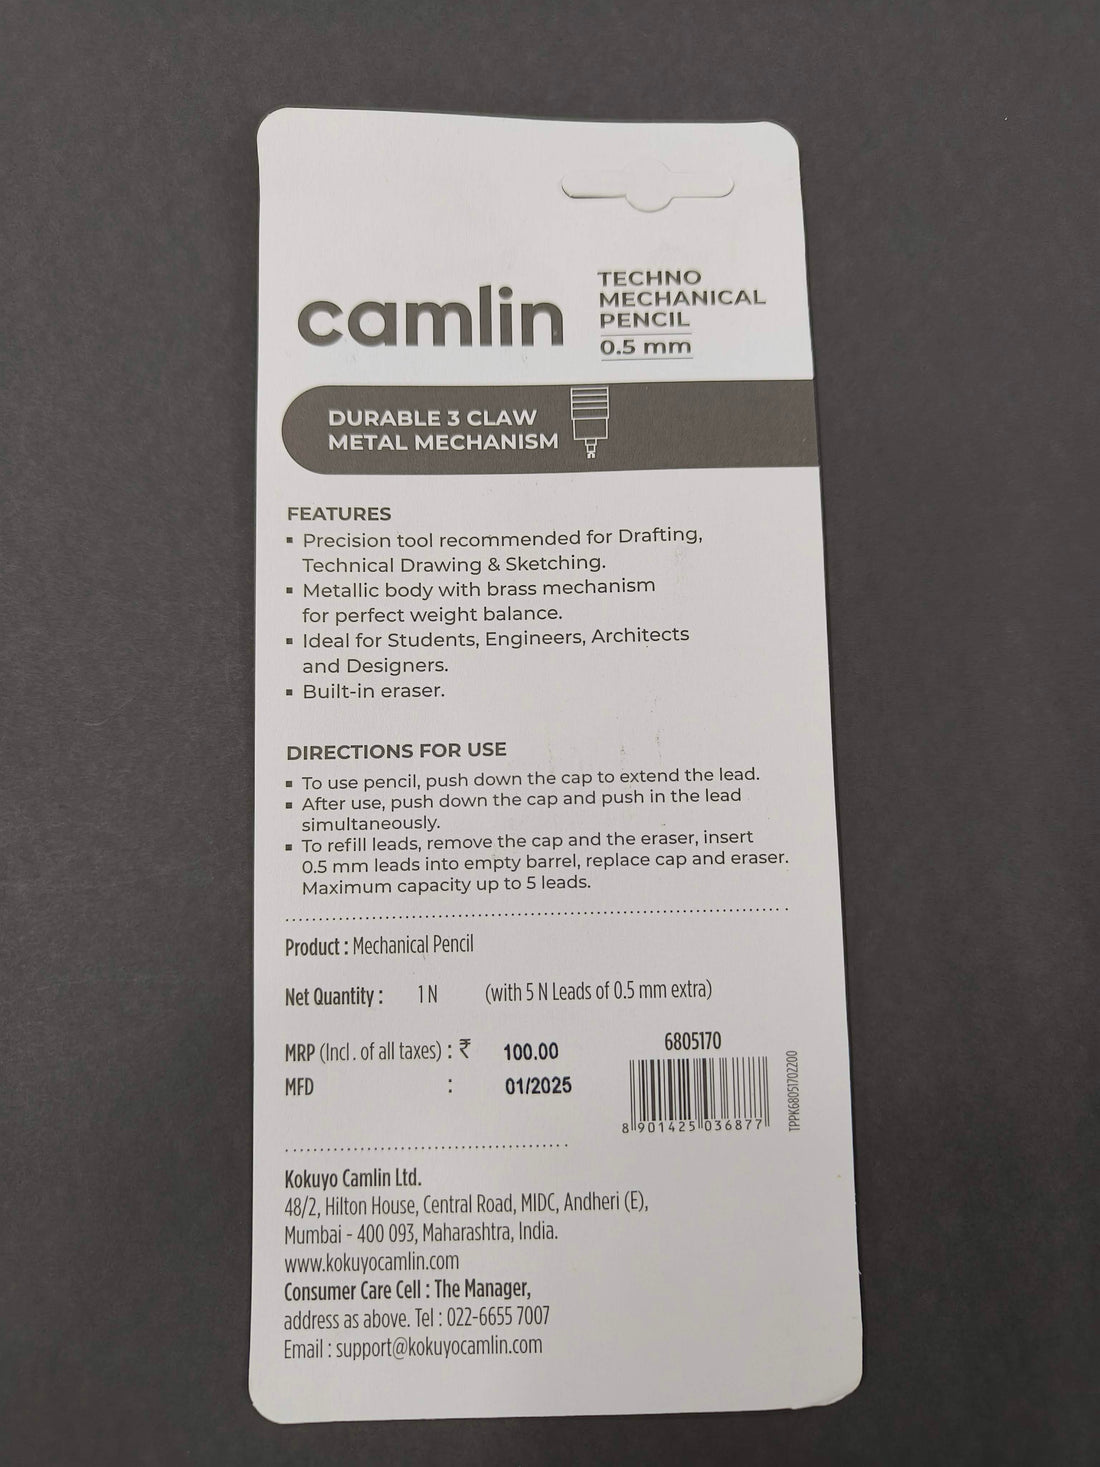 camlin
TECHNO
MECHANICAL
PENCIL
0.5 mm
DURABLE 3 CLAW
METAL MECHANISM
FEATURES
▪ Precision tool recommended for Drafting,
Technical Drawing & Sketching.
▪ Metallic body with brass mechanism
for perfect weight balance.
▪ Ideal for Students, Engineers, Architects
and Designers.
▪ Built-in eraser.
DIRECTIONS FOR USE
▪ To use pencil, push down the cap to extend the lead.
▪ After use, push down the cap and push in the lead
simultaneously.
▪ To refill leads, remove the cap and the eraser, insert
0.5 mm leads into empty barrel, replace cap and eraser.
Maximum capacity up to 5 leads.
Product : Mechanical Pencil
Net Quantity : 1 N (with 5 N Leads of 0.5 mm extra)
MRP (Incl. of all taxes) : ₹ 100.00
MFD : 01/2025
6805170
8 901425 036877
TPPK68051702200
Kokuyo Camlin Ltd.
48/2, Hilton House, Central Road, MIDC, Andheri (E),
Mumbai - 400 093, Maharashtra, India.
www.kokuyocamlin.com
Consumer Care Cell : The Manager,
address as above. Tel : 022-6655 7007
Email : support@kokuyocamlin.com